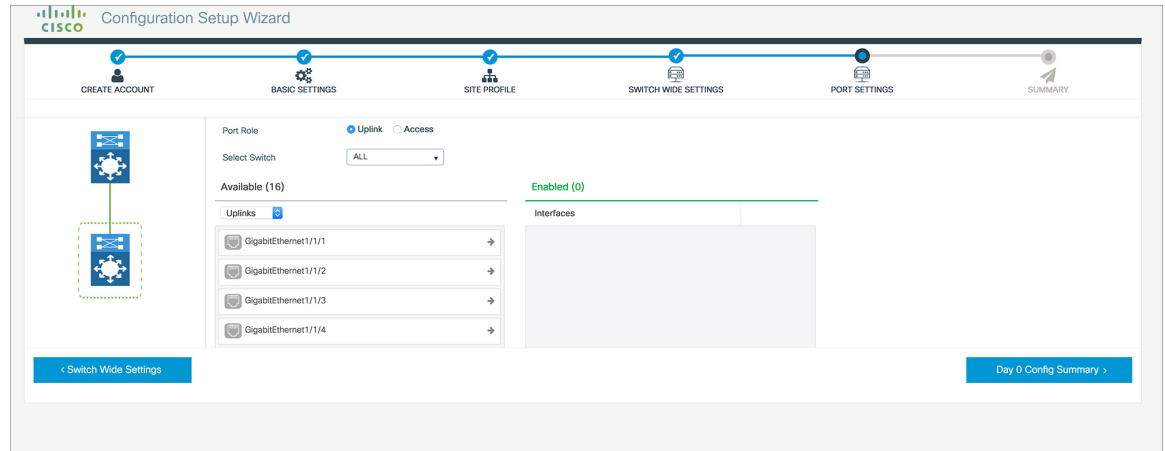 CISCO
Configuration Setup Wizard
CREATE ACCOUNT
BASIC SETTINGS
SITE PROFILE
SWITCH WIDE SETTINGS
PORT SETTINGS
SUMMARY
Port Role
Uplink Access
Select Switch
ALL
Available (16)
Enabled (0)
Uplinks
Interfaces
GigabitEthernet1/1/1
GigabitEthernet1/1/2
GigabitEthernet1/1/3
GigabitEthernet1/1/4
‹ Switch Wide Settings
Day 0 Config Summary ›